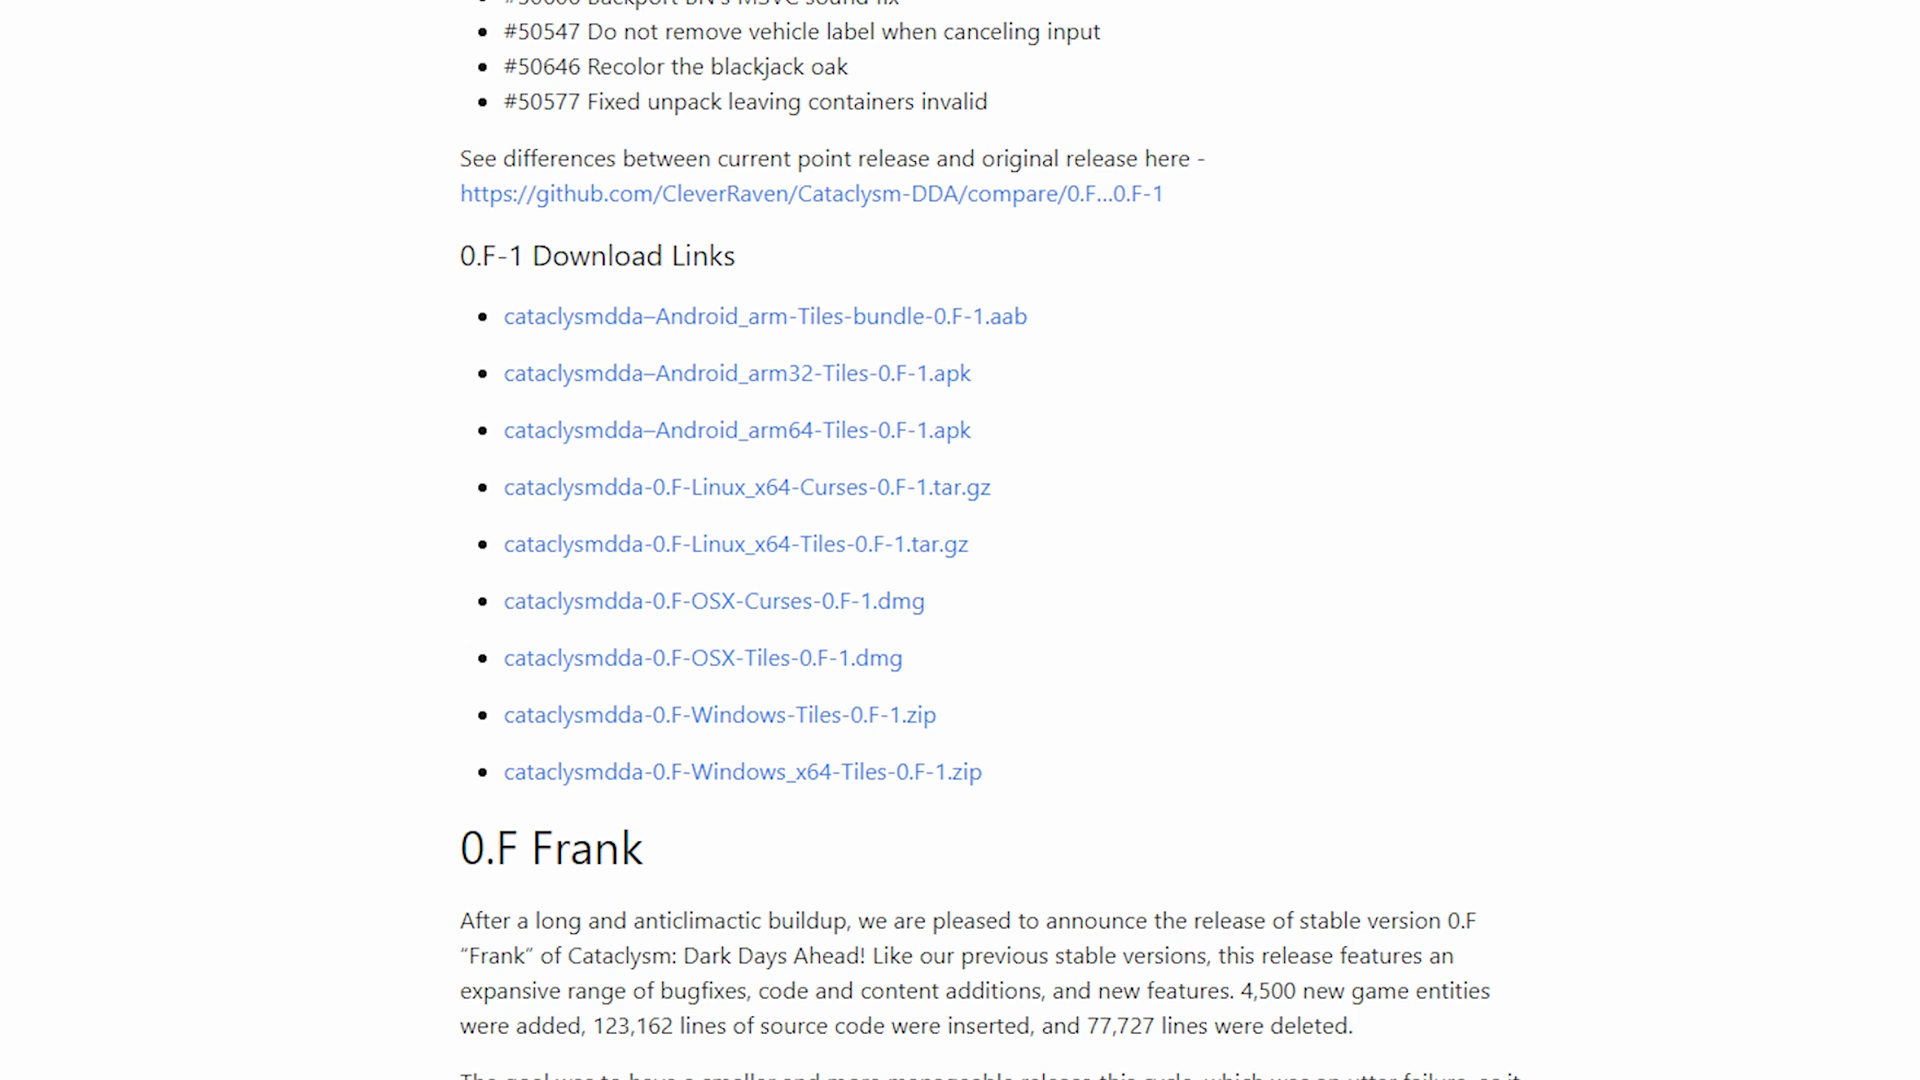 #50547 Do not remove vehicle label when canceling input
#50646 Recolor the blackjack oak
#50577 Fixed unpack leaving containers invalid
See differences between current point release and original release here -
https://github.com/CleverRaven/Cataclysm-DDA/compare/0.F...0.F-1
0.F-1 Download Links
cataclysmdda–Android_arm-Tiles-bundle-0.F-1.aab
cataclysmdda–Android_arm32-Tiles-0.F-1.apk
cataclysmdda–Android_arm64-Tiles-0.F-1.apk
cataclysmdda-0.F-Linux_x64-Curses-0.F-1.tar.gz
cataclysmdda-0.F-Linux_x64-Tiles-0.F-1.tar.gz
cataclysmdda-0.F-OSX-Curses-0.F-1.dmg
cataclysmdda-0.F-OSX-Tiles-0.F-1.dmg
cataclysmdda-0.F-Windows-Tiles-0.F-1.zip
cataclysmdda-0.F-Windows_x64-Tiles-0.F-1.zip
0.F Frank
After a long and anticlimactic buildup, we are pleased to announce the release of stable version 0.F
“Frank” of Cataclysm: Dark Days Ahead! Like our previous stable versions, this release features an
expansive range of bugfixes, code and content additions, and new features. 4,500 new game entities
were added, 123,162 lines of source code were inserted, and 77,727 lines were deleted.